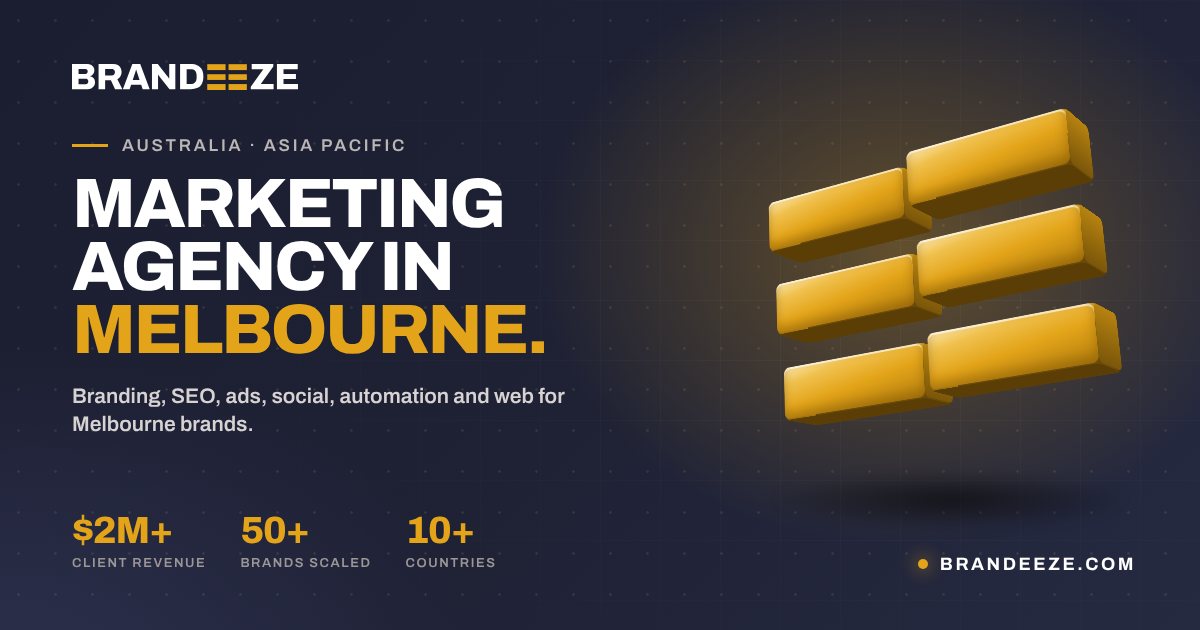 BRANDEEZE
AUSTRALIA · ASIA PACIFIC
MARKETING
AGENCY IN
MELBOURNE.
Branding, SEO, ads, social, automation and web for
Melbourne brands.
$2M+ 50+ 10+
CLIENT REVENUE BRANDS SCALED COUNTRIES
BRANDEEZE.COM